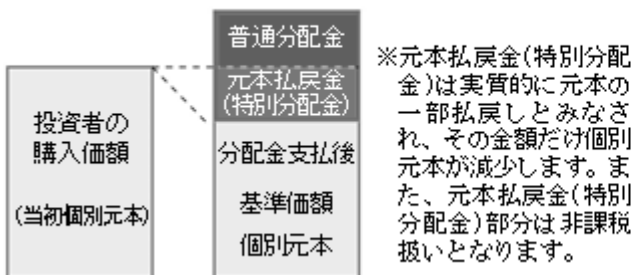 投資者の
購入価額
(当初個別元本)
普通分配金
元本払戻金
(特別分配金)
分配金支払後
基準価額
個別元本
※元本払戻金(特別分配
金)は実質的に元本の
一部払戻しとみなさ
れ、その金額だけ個別
元本が減少します。ま
た、元本払戻金(特別
分配金)部分は非課税
扱いとなります。